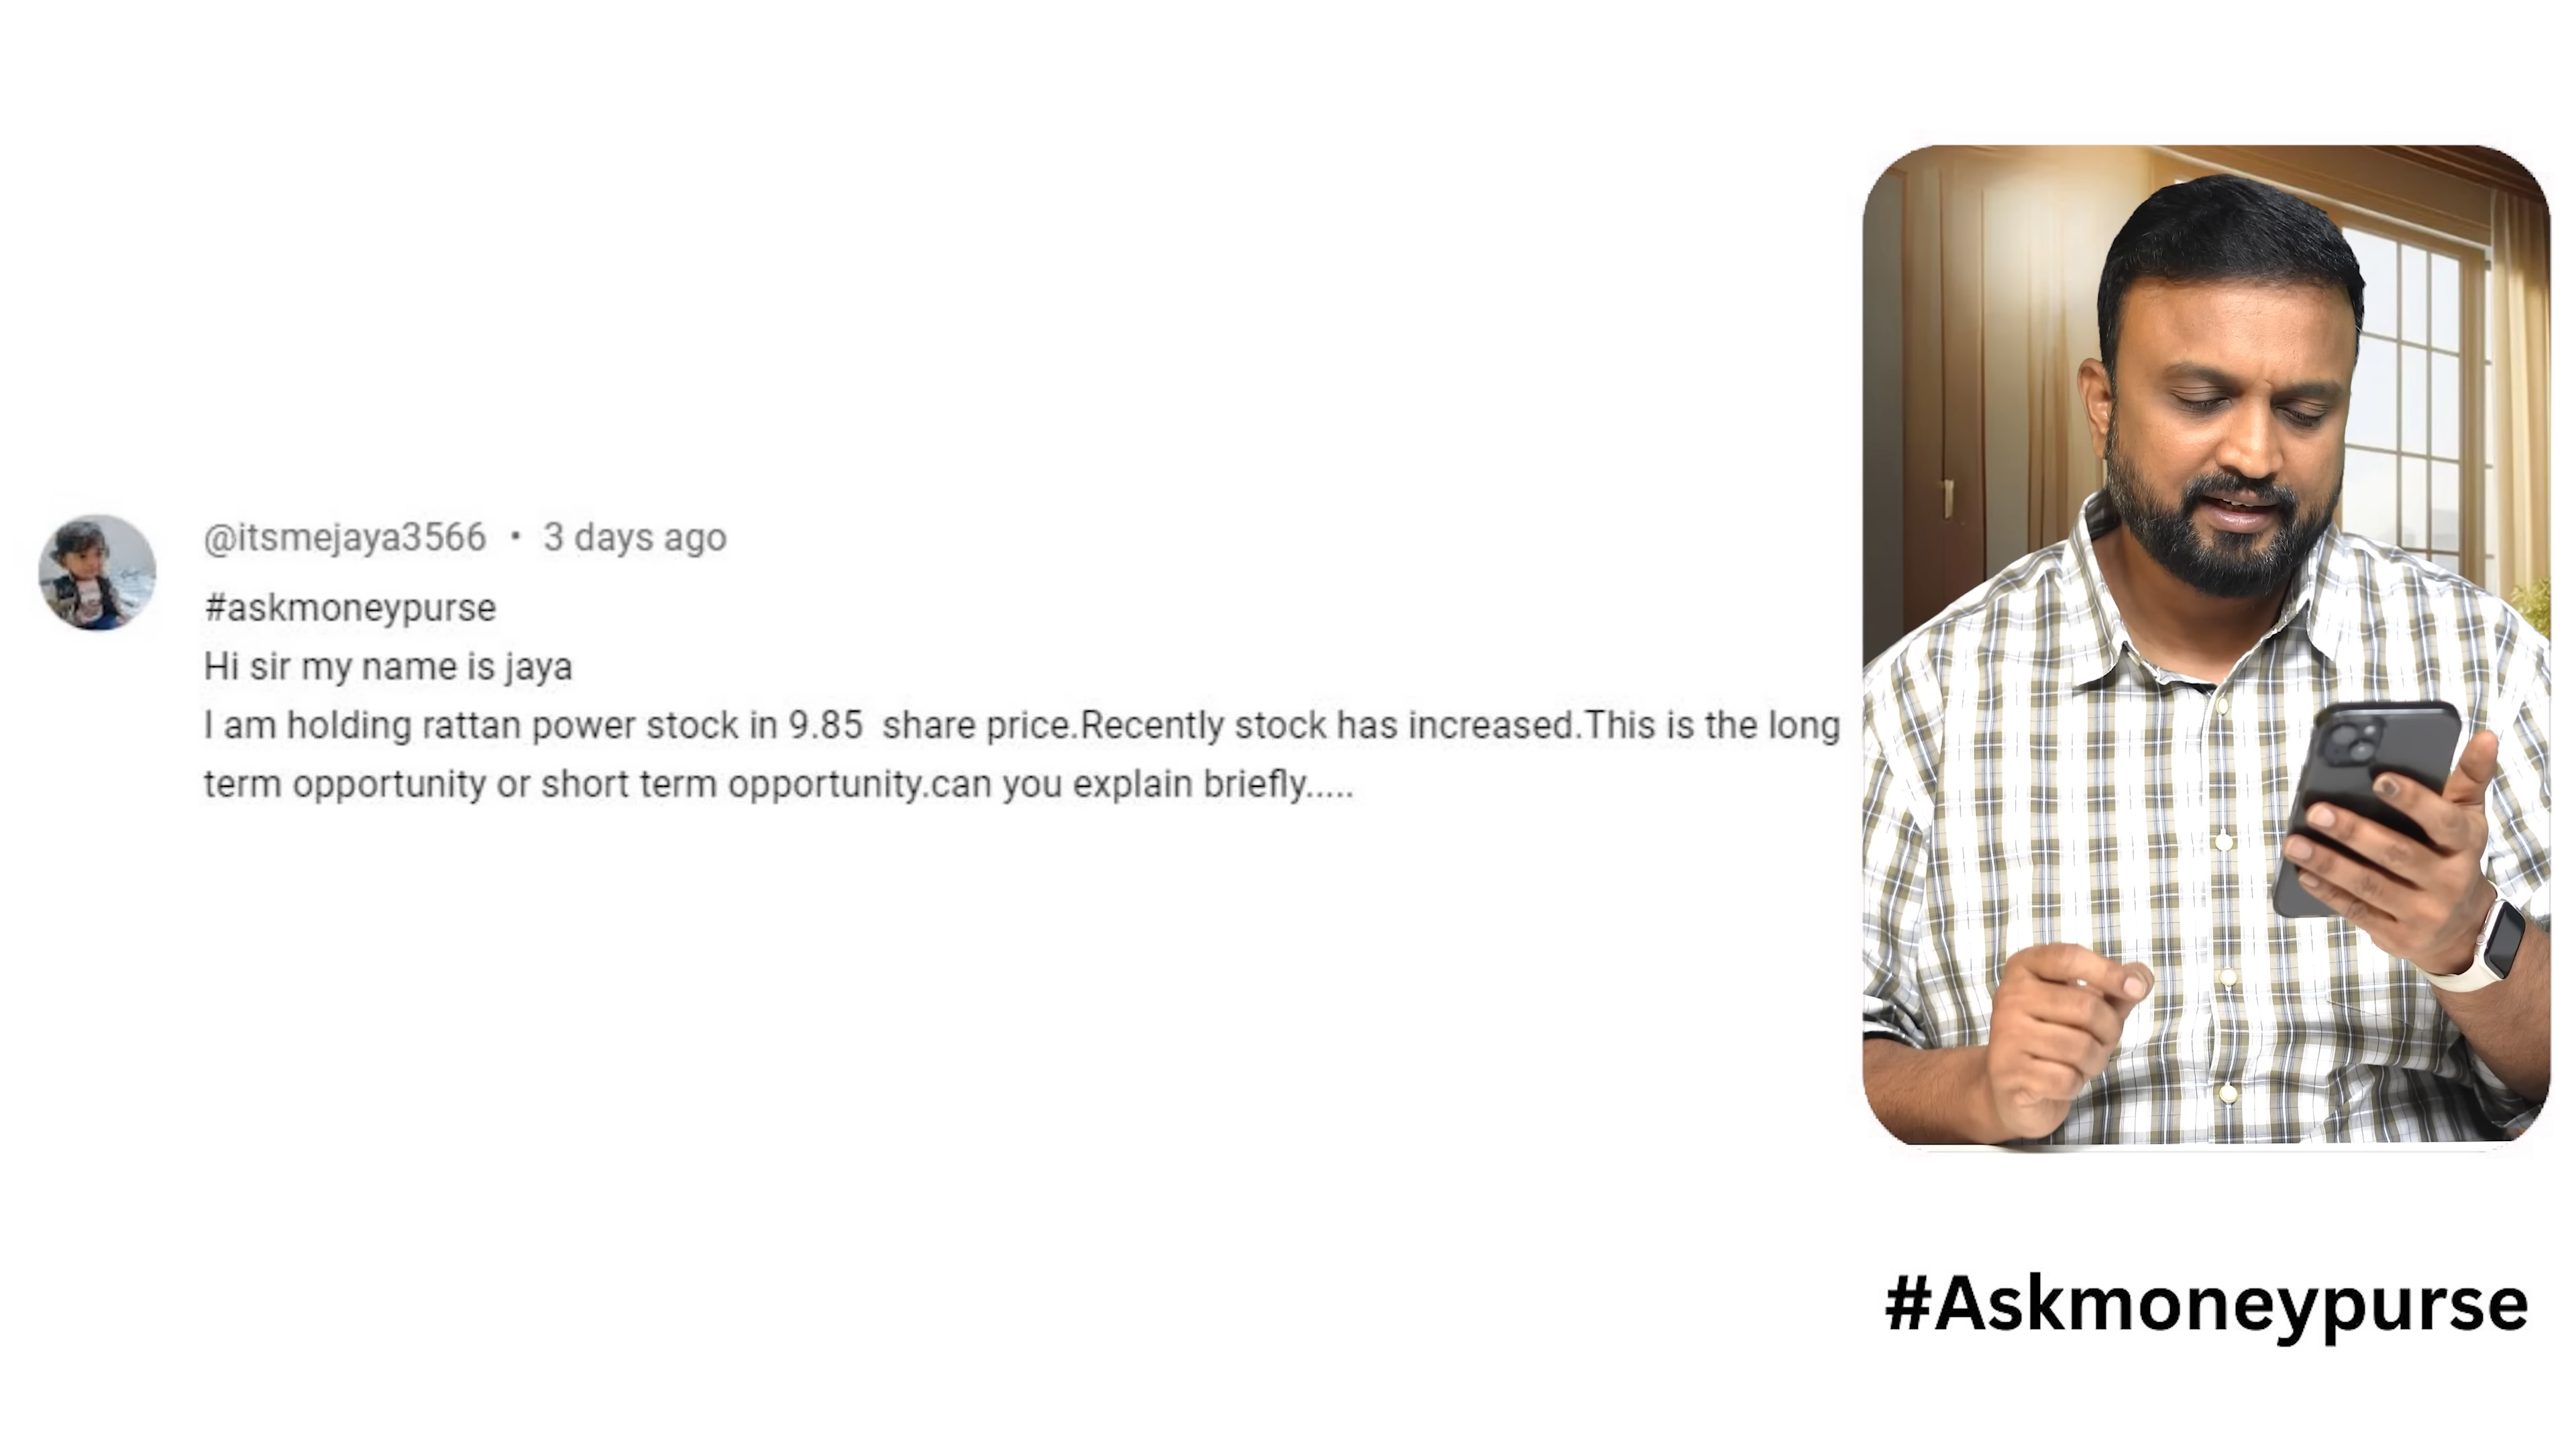 @itsmejaya3566 • 3 days ago
#askmoneypurse
Hi sir my name is jaya
I am holding rattan power stock in 9.85 share price.Recently stock has increased.This is the long
term opportunity or short term opportunity.can you explain briefly.....
#Askmoneypurse